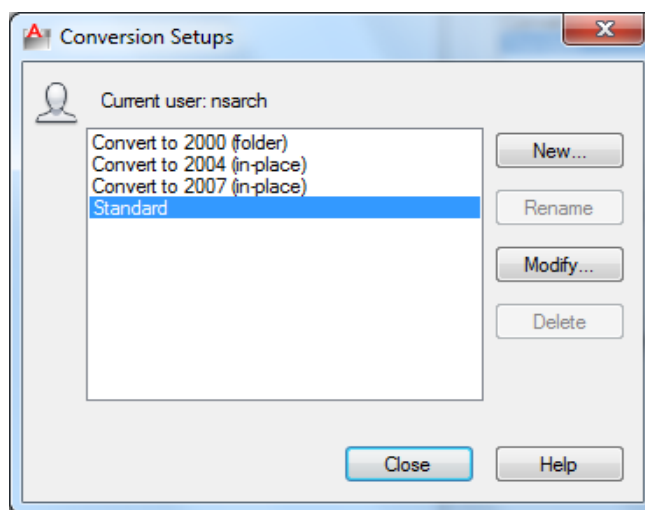 Conversion Setups
Current user: nsarch
Convert to 2000 (folder)
Convert to 2004 (in-place)
Convert to 2007 (in-place)
Standard
New...
Rename
Modify...
Delete
Close
Help